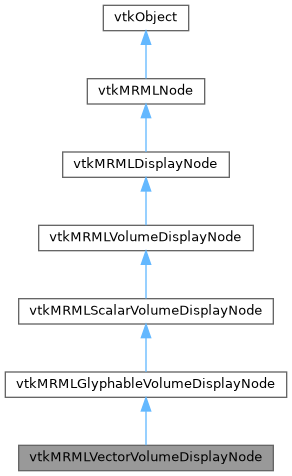 vtkObject
vtkMRMLNode
vtkMRMLDisplayNode
vtkMRMLVolumeDisplayNode
vtkMRMLScalarVolumeDisplayNode
vtkMRMLGlyphableVolumeDisplayNode
vtkMRMLVectorVolumeDisplayNode